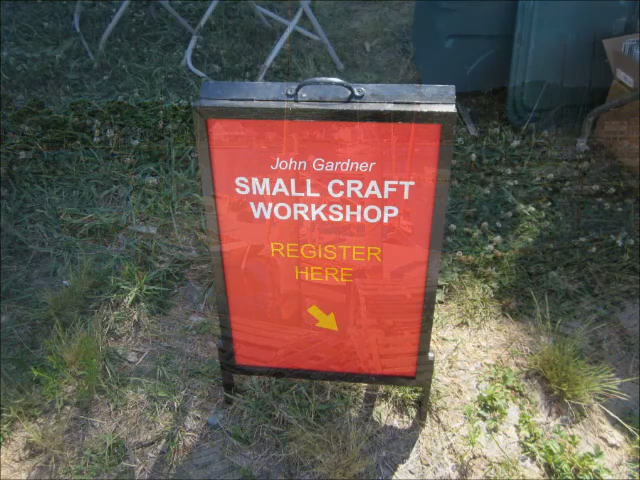 John Gardner
SMALL CRAFT
WORKSHOP
REGISTER
HERE